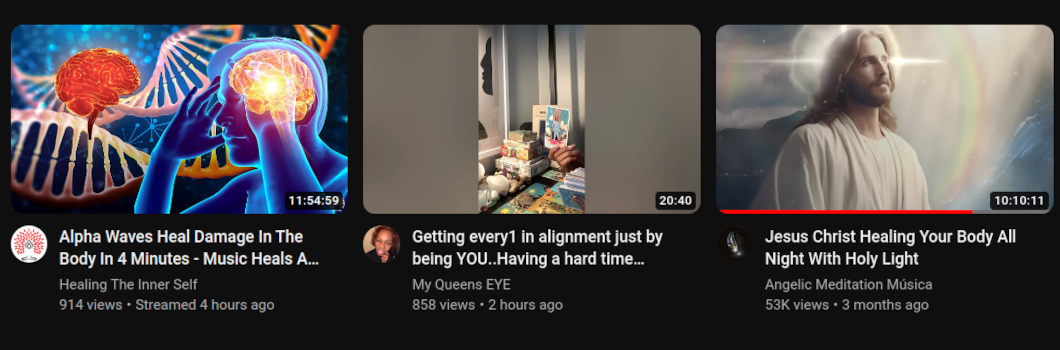 11:54:59
Alpha Waves Heal Damage In The
Body In 4 Minutes - Music Heals A...
Healing The Inner Self
914 views • Streamed 4 hours ago
20:40
Getting every1 in alignment just by
being YOU..Having a hard time...
My Queens EYE
858 views • 2 hours ago
10:10:11
Jesus Christ Healing Your Body All
Night With Holy Light
Angelic Meditation Música
53K views • 3 months ago